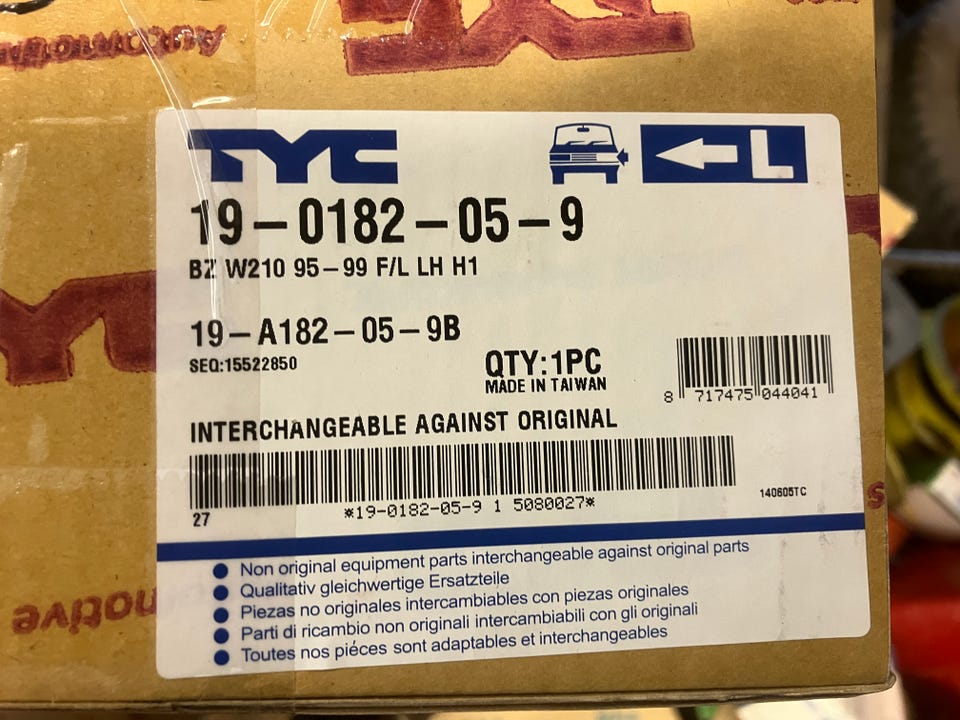 Automotive
TYC
L
19-0182-05-9
BZ W210 95-99 F/L LH H1
19-A182-05-9B
SEQ:15522850
QTY:1PC
MADE IN TAIWAN
8 717475 044041
INTERCHANGEABLE AGAINST ORIGINAL
27
*19-0182-05-9 1 5080027*
140605TC
Non original equipment parts interchangeable against original parts
Qualitativ gleichwertige Ersatzteile
Piezas no originales intercambiables con piezas originales
Parti di ricambio non originali intercambiabili con gli originali
Toutes nos piéces sont adaptables et interchangeables